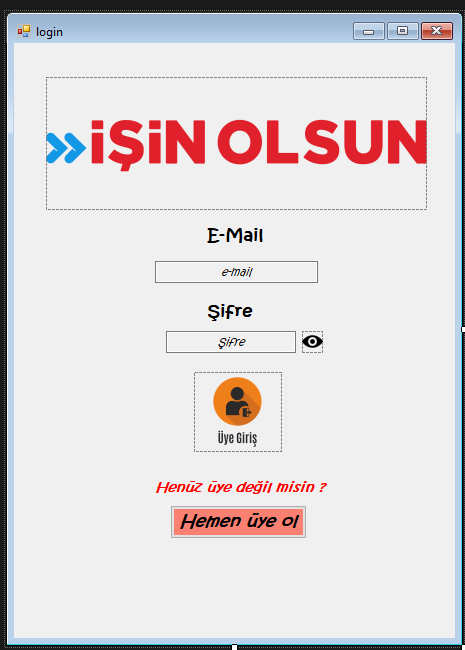 login
İŞİN OLSUN
E-Mail
e-mail
Şifre
Şifre
Üye Giriş
Henüz üye değil misin ?
Hemen üye ol